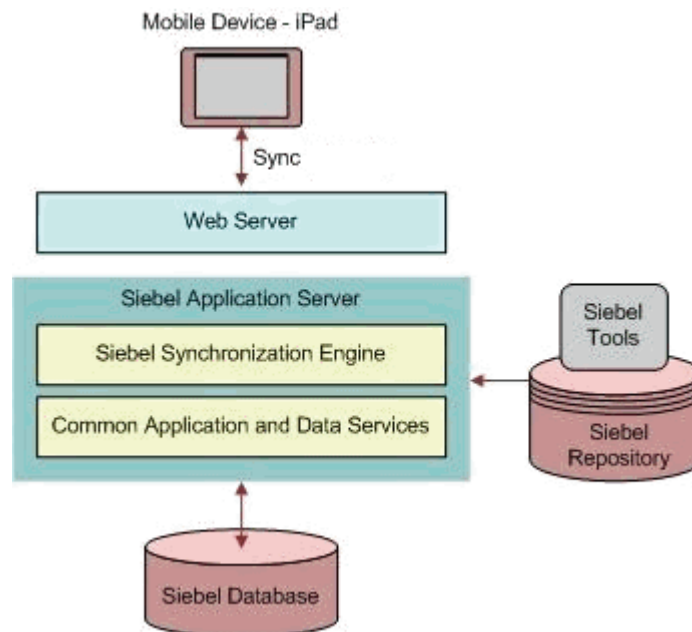 Mobile Device - iPad
Sync
Web Server
Siebel Application Server
Siebel Synchronization Engine
Common Application and Data Services
Siebel
Tools
Siebel
Repository
Siebel Database